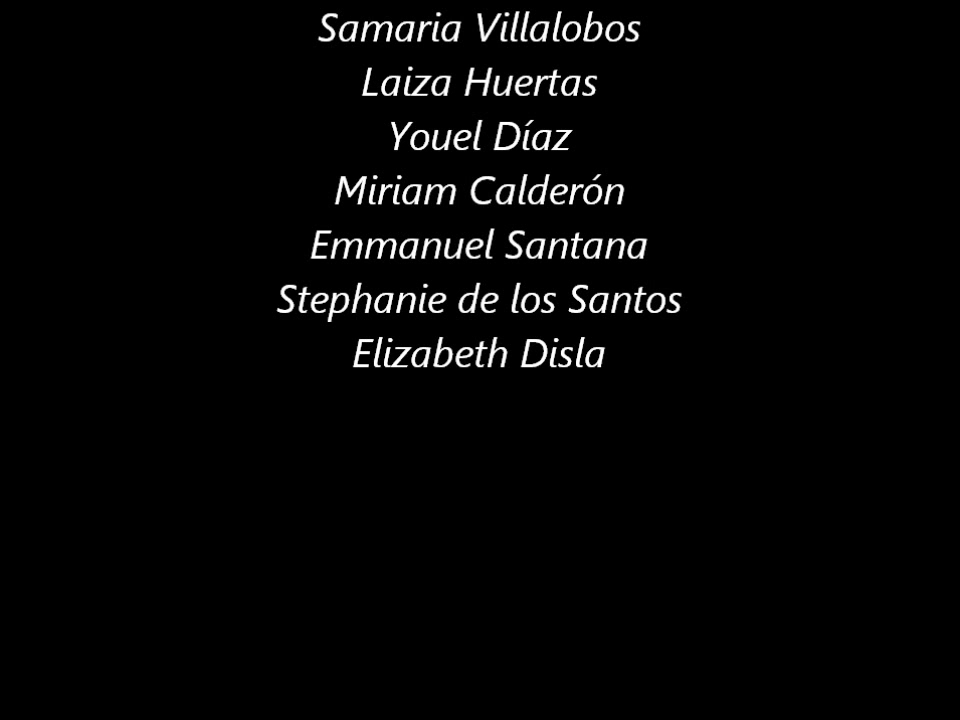 Samaria Villalobos
Laiza Huertas
Youel Díaz
Miriam Calderón
Emmanuel Santana
Stephanie de los Santos
Elizabeth Disla